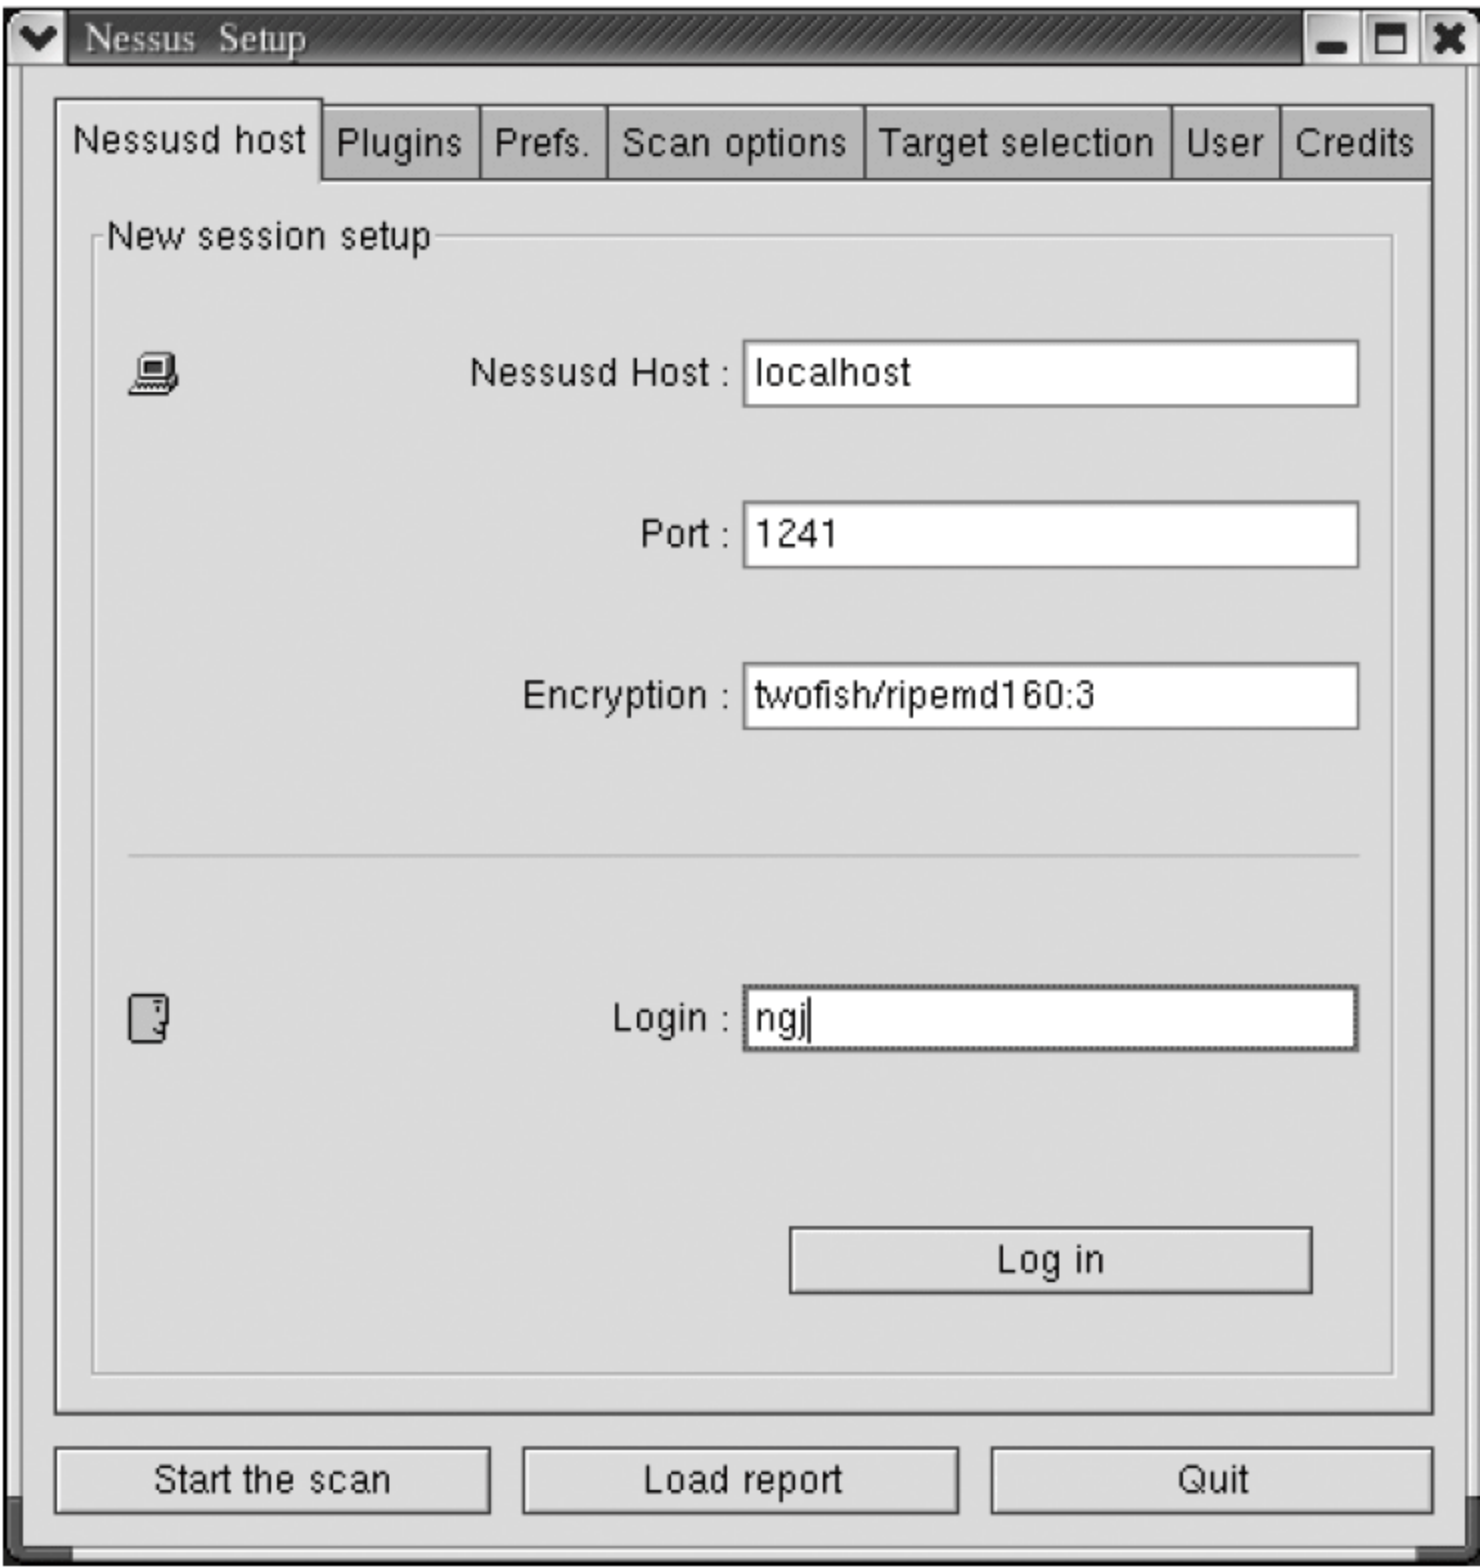 Nessus Setup
Nessusd host Plugins Prefs. Scan options Target selection User Credits
New session setup
Nessusd Host : localhost
Port : 1241
Encryption : twofish/ripemd160:3
Login : ngj
Log in
Start the scan Load report Quit